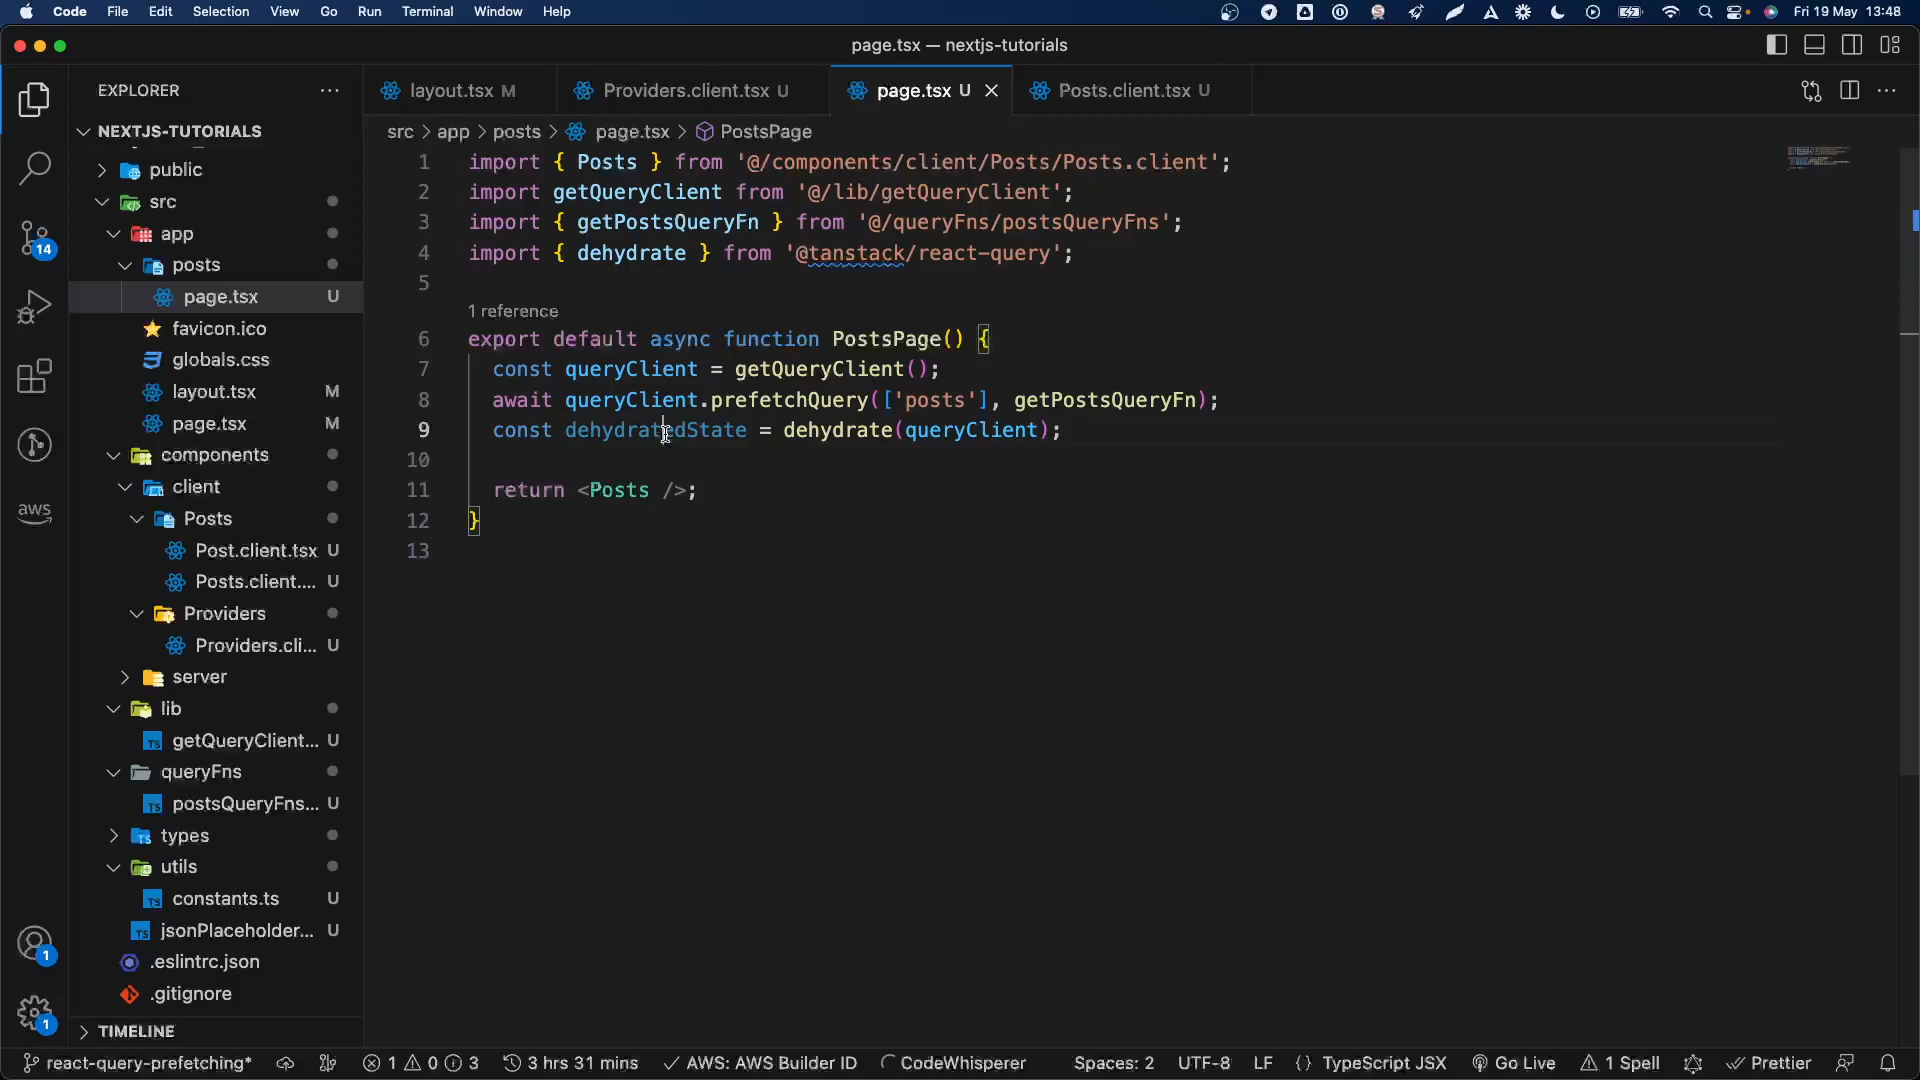 Code File Edit Selection View Go Run Terminal Window Help Fri 19 May 13:48
page.tsx — nextjs-tutorials
EXPLORER
layout.tsx M
Providers.client.tsx U
page.tsx U
Posts.client.tsx U
src > app > posts > page.tsx > PostsPage
NEXTJS-TUTORIALS
public
src
app
posts
page.tsx U
favicon.ico
globals.css
layout.tsx M
page.tsx M
components
client
Posts
Post.client.tsx U
Posts.client.... U
Providers
Providers.cli... U
server
lib
getQueryClient... U
queryFns
postsQueryFns... U
types
utils
constants.ts U
jsonPlaceholder... U
.eslintrc.json
.gitignore
TIMELINE
14
aws
1
1
1 import { Posts } from '@/components/client/Posts/Posts.client';
2 import getQueryClient from '@/lib/getQueryClient';
3 import { getPostsQueryFn } from '@/queryFns/postsQueryFns';
4 import { dehydrate } from '@tanstack/react-query';
5
1 reference
6 export default async function PostsPage() {
7 const queryClient = getQueryClient();
8 await queryClient.prefetchQuery(['posts'], getPostsQueryFn);
9 const dehydratedState = dehydrate(queryClient);
10
11 return <Posts />;
12 }
13
react-query-prefetching* 1 0 3 3 hrs 31 mins AWS: AWS Builder ID CodeWhisperer Spaces: 2 UTF-8 LF {} TypeScript JSX Go Live 1 Spell Prettier